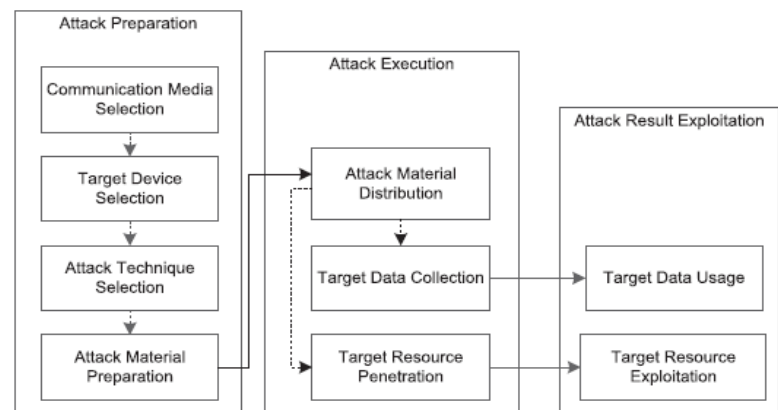 Attack Preparation
Communication Media
Selection
Target Device
Selection
Attack Technique
Selection
Attack Material
Preparation
Attack Execution
Attack Material
Distribution
Target Data Collection
Target Resource
Penetration
Attack Result Exploitation
Target Data Usage
Target Resource
Exploitation